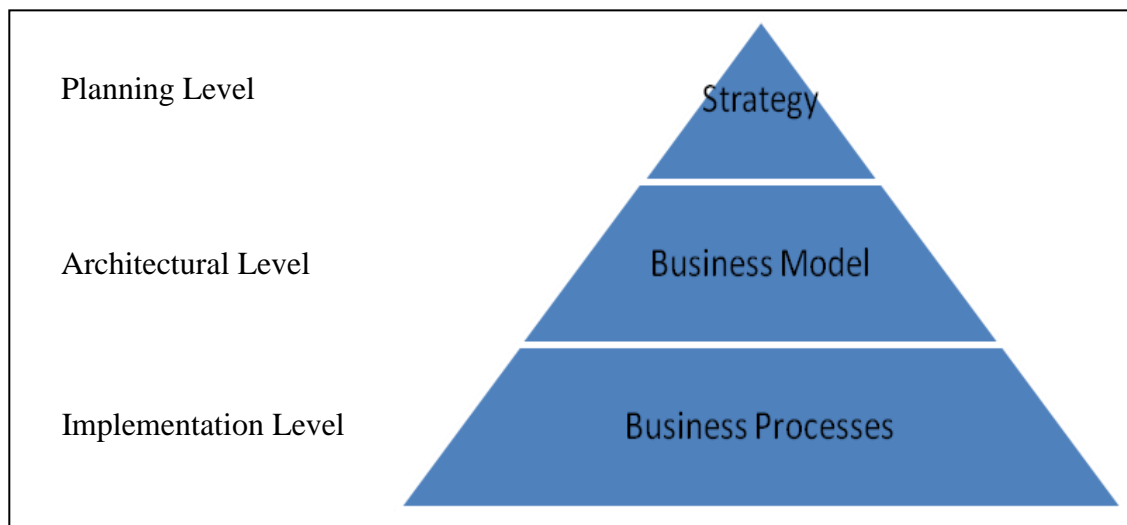 Planning Level
Strategy
Architectural Level
Business Model
Implementation Level
Business Processes